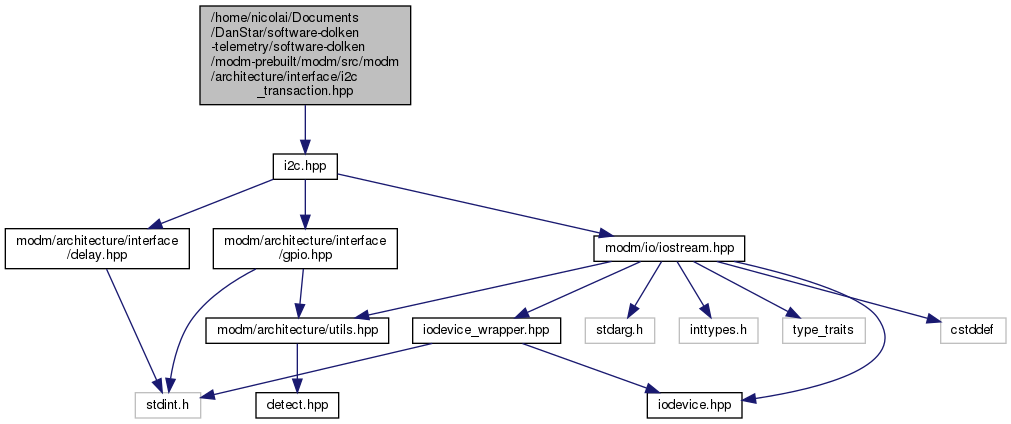 /home/nicolai/Documents
/DanStar/software-dolken
-telemetry/software-dolken
/modm-prebuilt/modm/src/modm
/architecture/interface/i2c
_transaction.hpp
i2c.hpp
modm/architecture/interface
/delay.hpp
modm/architecture/interface
/gpio.hpp
modm/io/iostream.hpp
modm/architecture/utils.hpp
iodevice_wrapper.hpp
stdarg.h
inttypes.h
type_traits
cstddef
stdint.h
detect.hpp
iodevice.hpp